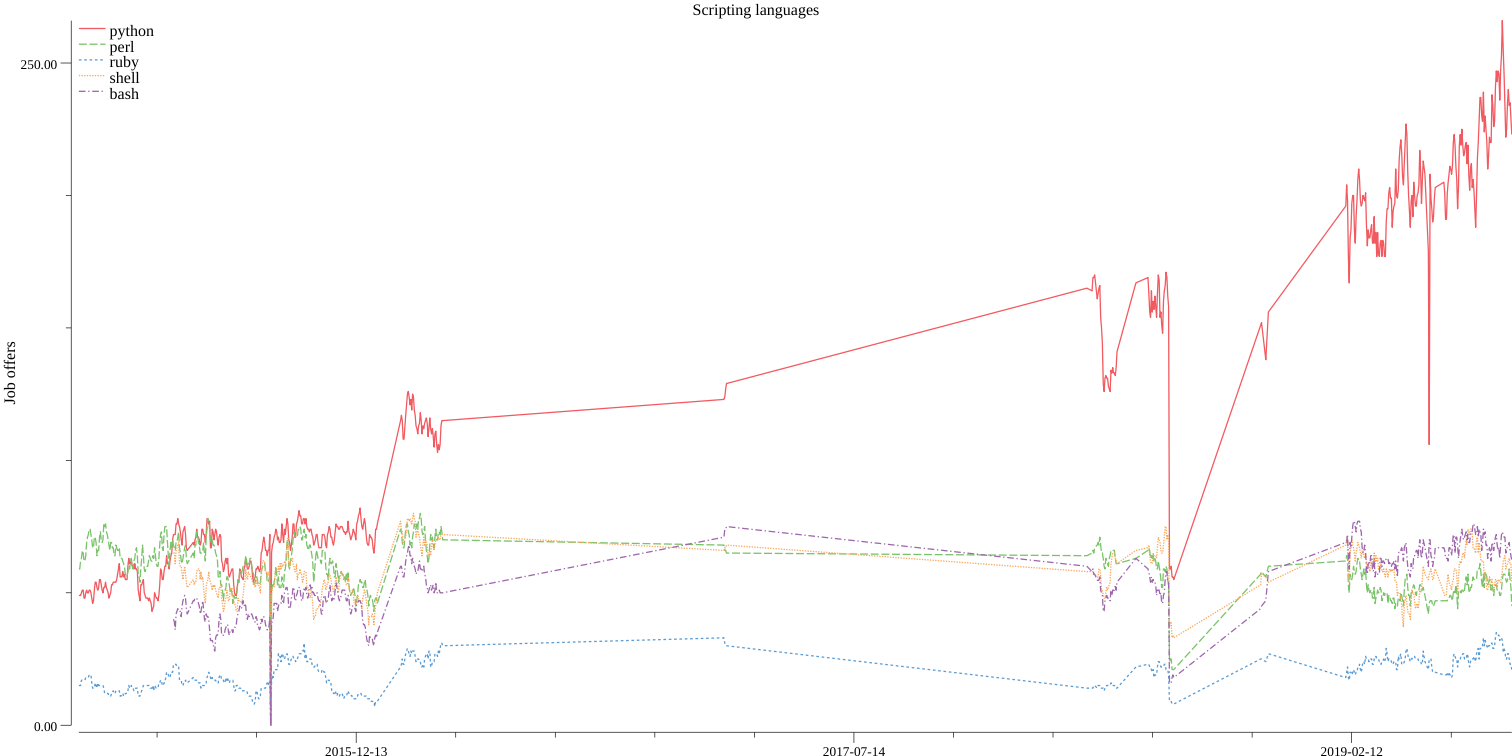 Scripting languages
python
perl
ruby
shell
bash
250.00
Job offers
0.00
2015-12-13
2017-07-14
2019-02-12